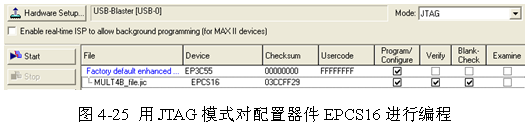 Hardware Setup... USB-Blaster [USB-0] Mode: JTAG
Enable real-time ISP to allow background programming (for MAX II devices)
Start
Stop
File Device Checksum Usercode Program/ Configure Verify Blank- Check Examine
Factory default enhanced ... EP3C55 00000000 FFFFFFFF
MULT4B_file.jic EPCS16 03CCFF29
图 4-25 用 JTAG 模式对配置器件 EPCS16 进行编程